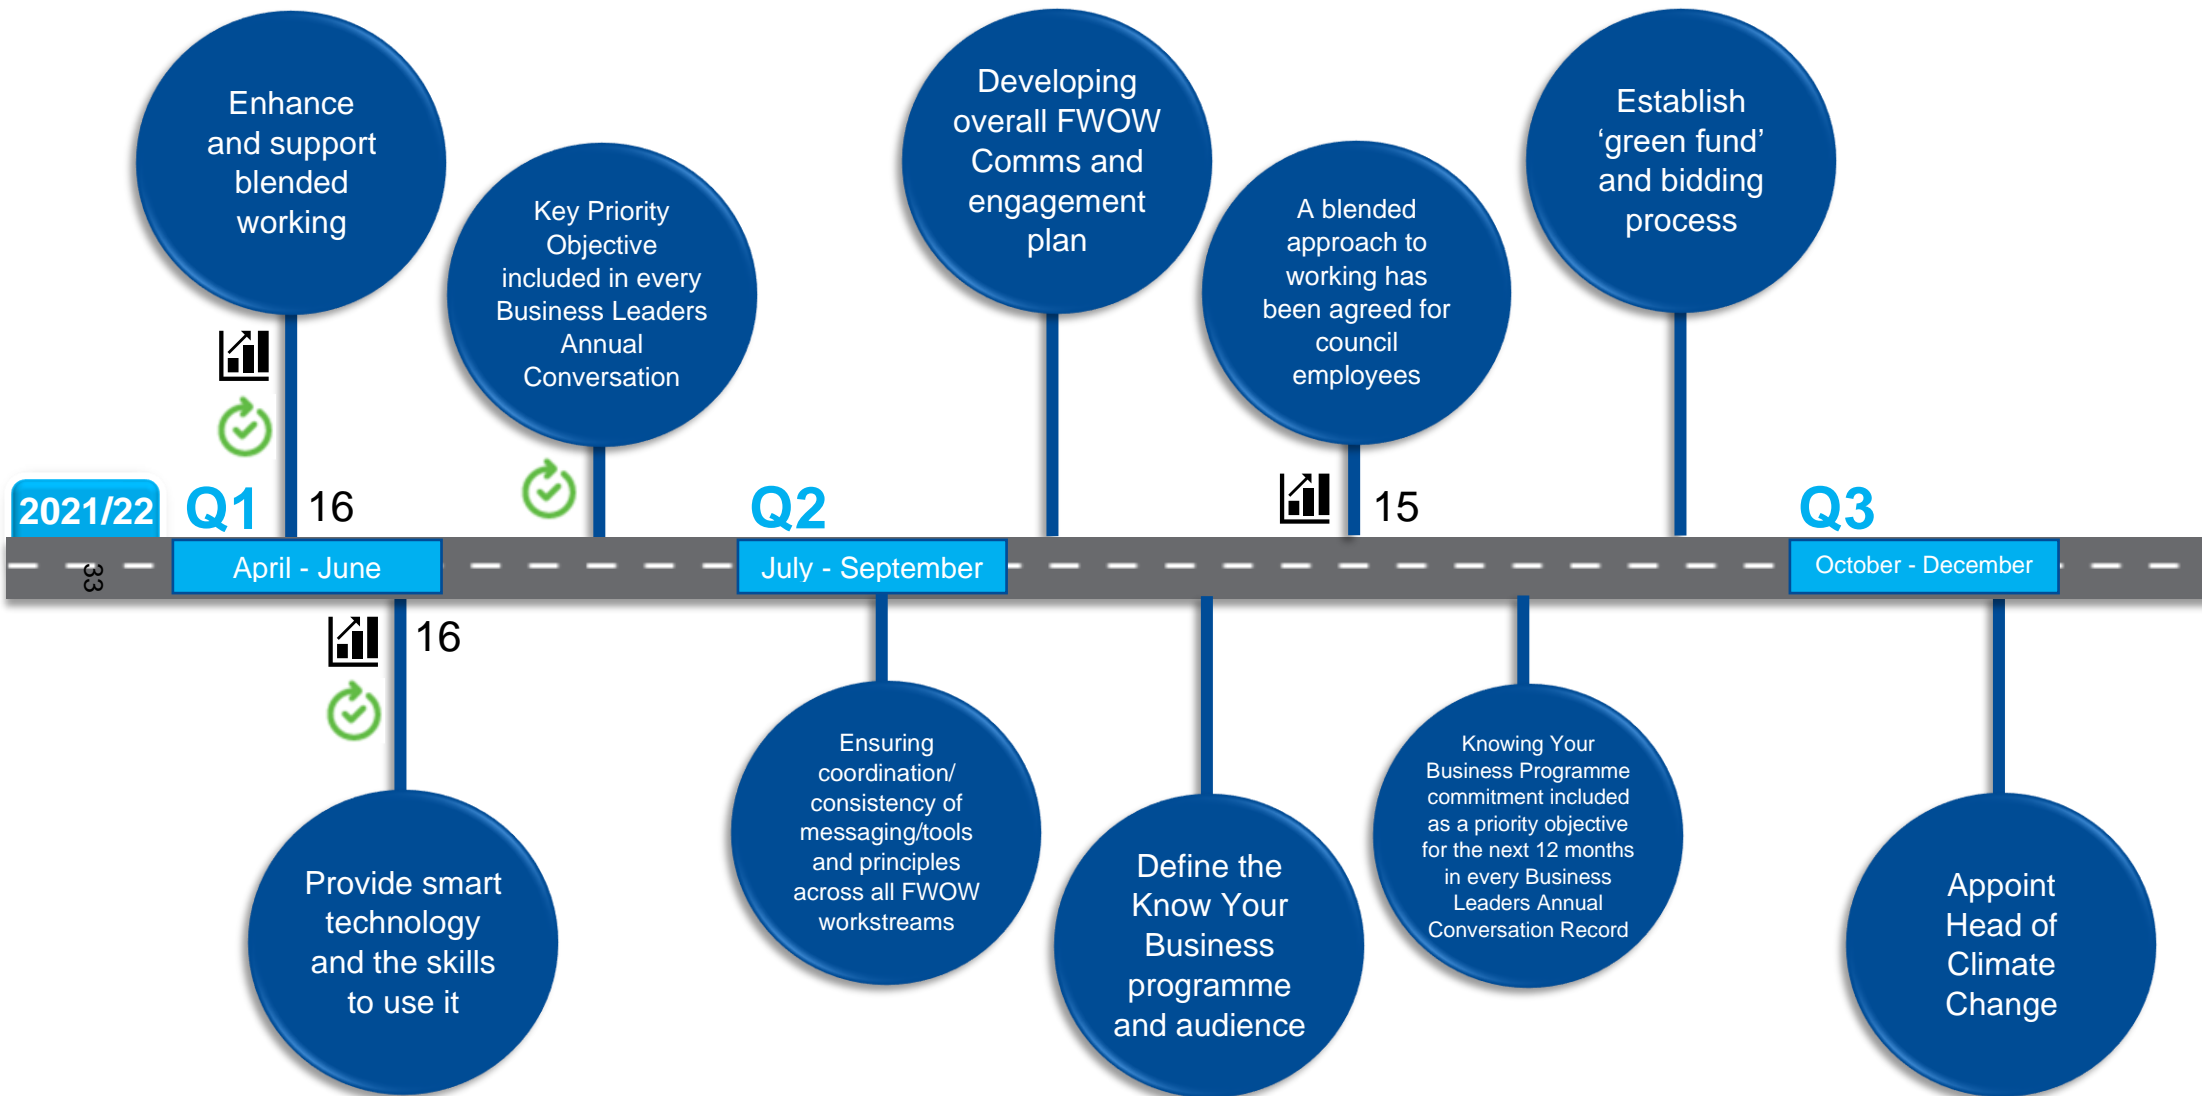 Enhance
and support
blended
working
Key Priority
Objective
included in every
Business Leaders
Annual
Conversation
Developing
overall FWOW
Comms and
engagement
plan
A blended
approach to
working has
been agreed for
council
employees
Establish
‘green fund’
and bidding
process
2021/22
Q1
16
Q2
15
Q3
33
April - June
July - September
October - December
16
Provide smart
technology
and the skills
to use it
Ensuring
coordination/
consistency of
messaging/tools
and principles
across all FWOW
workstreams
Define the
Know Your
Business
programme
and audience
Knowing Your
Business Programme
commitment included
as a priority objective
for the next 12 months
in every Business
Leaders Annual
Conversation Record
Appoint
Head of
Climate
Change